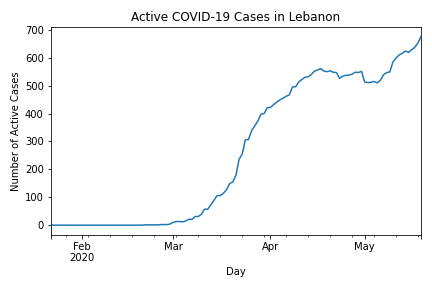 Active COVID-19 Cases in Lebanon
700
600
500
400
300
200
100
0
Number of Active Cases
Feb
2020
Mar
Apr
May
Day